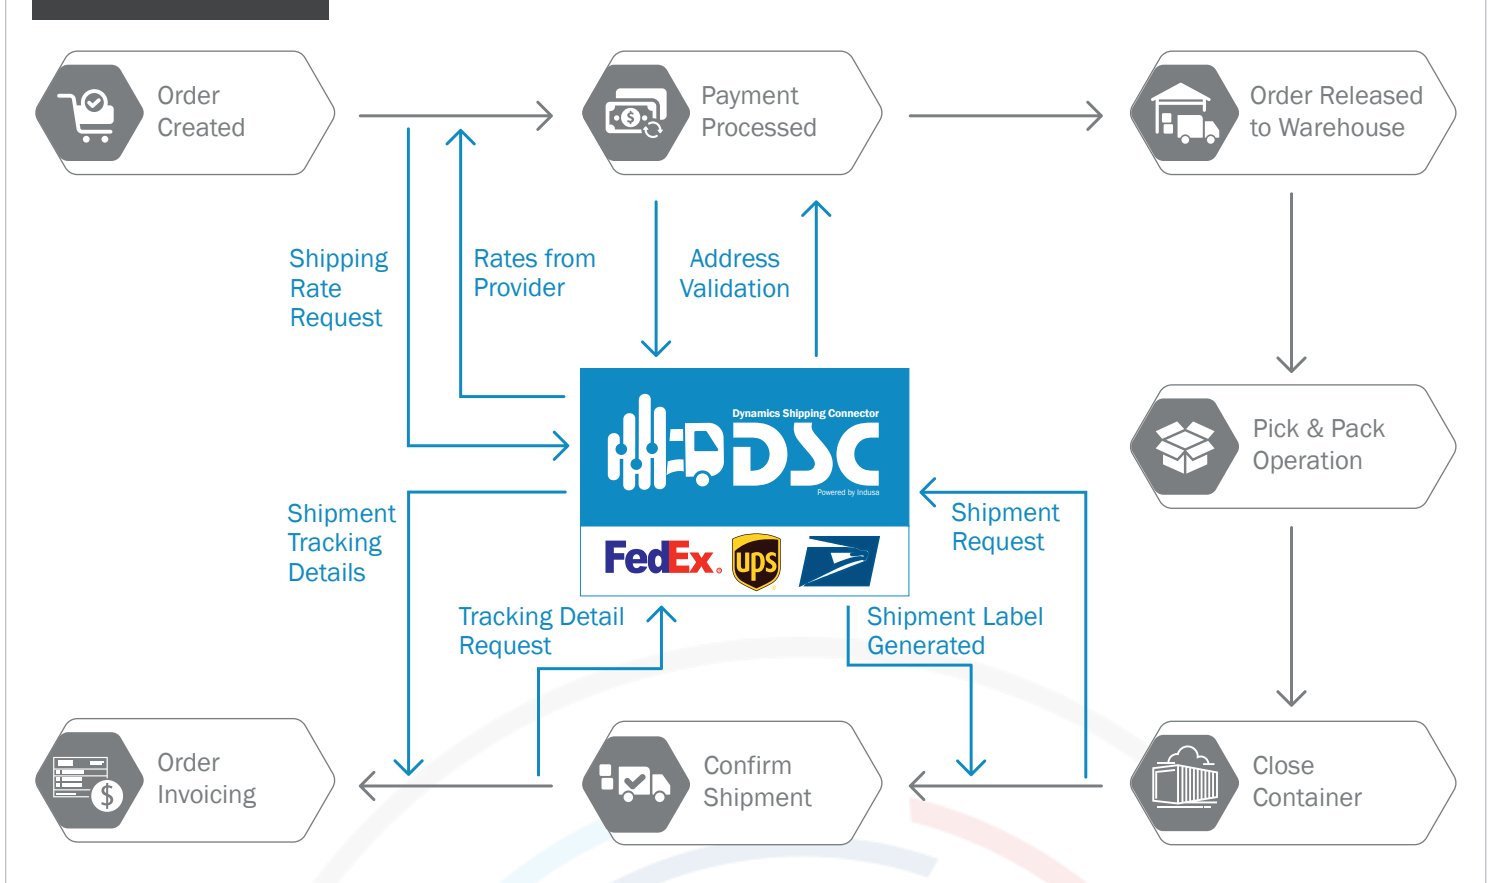 Order
Created
Payment
Processed
Order Released
to Warehouse
Shipping
Rate
Request
Rates from
Provider
Address
Validation
Dynamics Shipping Connector
DSC
Powered by Indusa
Pick & Pack
Operation
Shipment
Tracking
Details
Shipment
Request
FedEx.
ups
Tracking Detail
Request
Shipment Label
Generated
Order
Invoicing
$
Confirm
Shipment
Close
Container